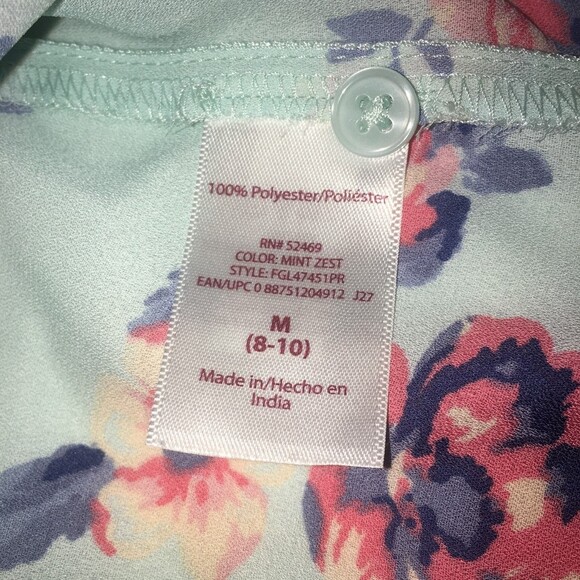 100% Polyester/Poliéster
RN# 52469
COLOR: MINT ZEST
STYLE: FGL47451PR
EAN/UPC 0 88751204912 J27
M
(8-10)
Made in/Hecho en
India